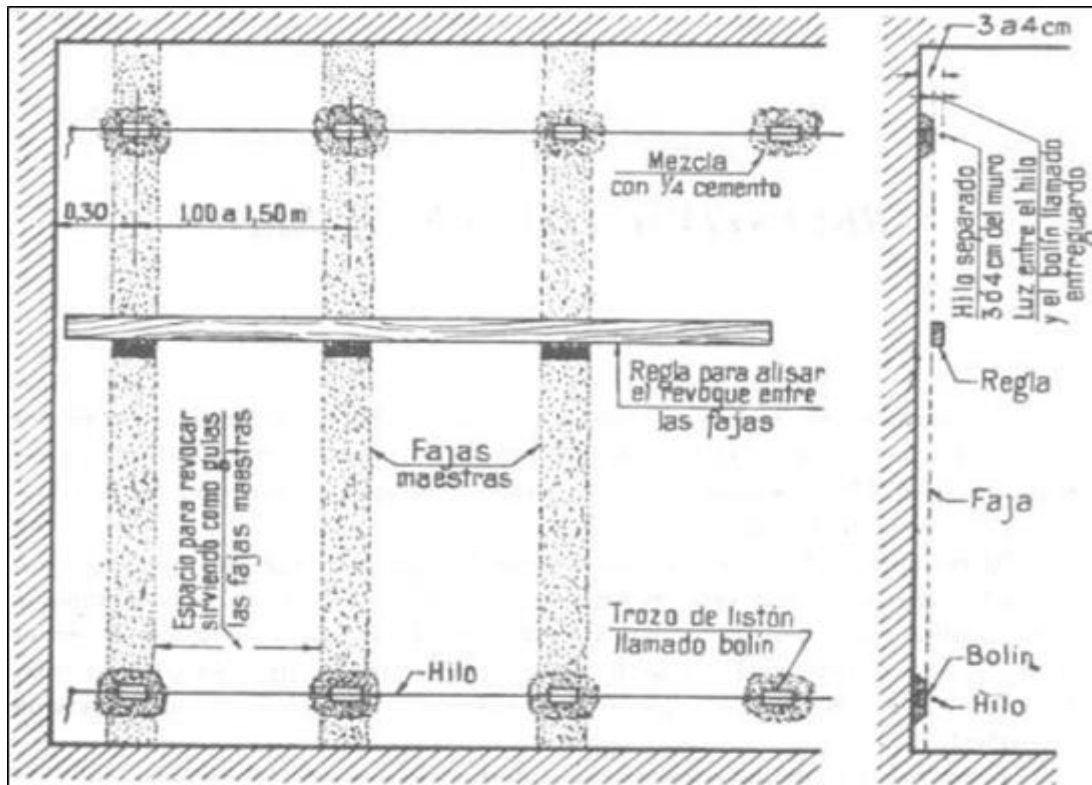 3 a 4 cm
Mezcla
con 1/4 cemento
0,30
1,00 a 1,50 m
Hilo separado
3 ó 4 cm del muro
Luz entre el hilo
y el bolín llamado
entreguardo
Regla
Regla para alisar
el revoque entre
las fajas
Fajas
maestras
Espacio para revocar
sirviendo como guías
las fajas maestras
Faja
Trozo de listón
llamado bolín
Hilo
Bolín
Hilo